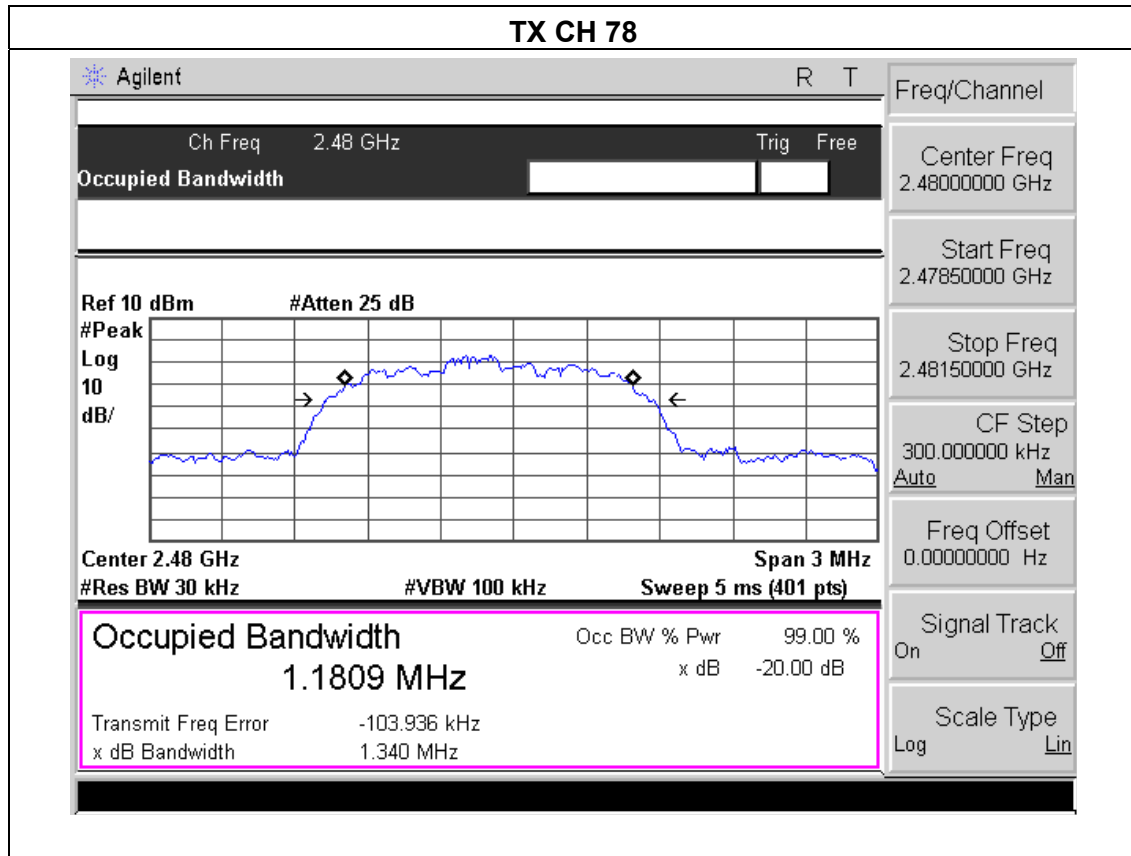 TX CH 78
Agilent R T
Freq/Channel
Ch Freq 2.48 GHz Trig Free
Occupied Bandwidth
Center Freq
2.48000000 GHz
Start Freq
2.47850000 GHz
Stop Freq
2.48150000 GHz
CF Step
300.000000 kHz
Auto Man
Freq Offset
0.00000000 Hz
Signal Track
On Off
Scale Type
Log Lin
Ref 10 dBm #Atten 25 dB
#Peak
Log
10
dB/
Center 2.48 GHz Span 3 MHz
#Res BW 30 kHz #VBW 100 kHz Sweep 5 ms (401 pts)
Occupied Bandwidth Occ BW % Pwr 99.00 %
1.1809 MHz x dB -20.00 dB
Transmit Freq Error -103.936 kHz
x dB Bandwidth 1.340 MHz